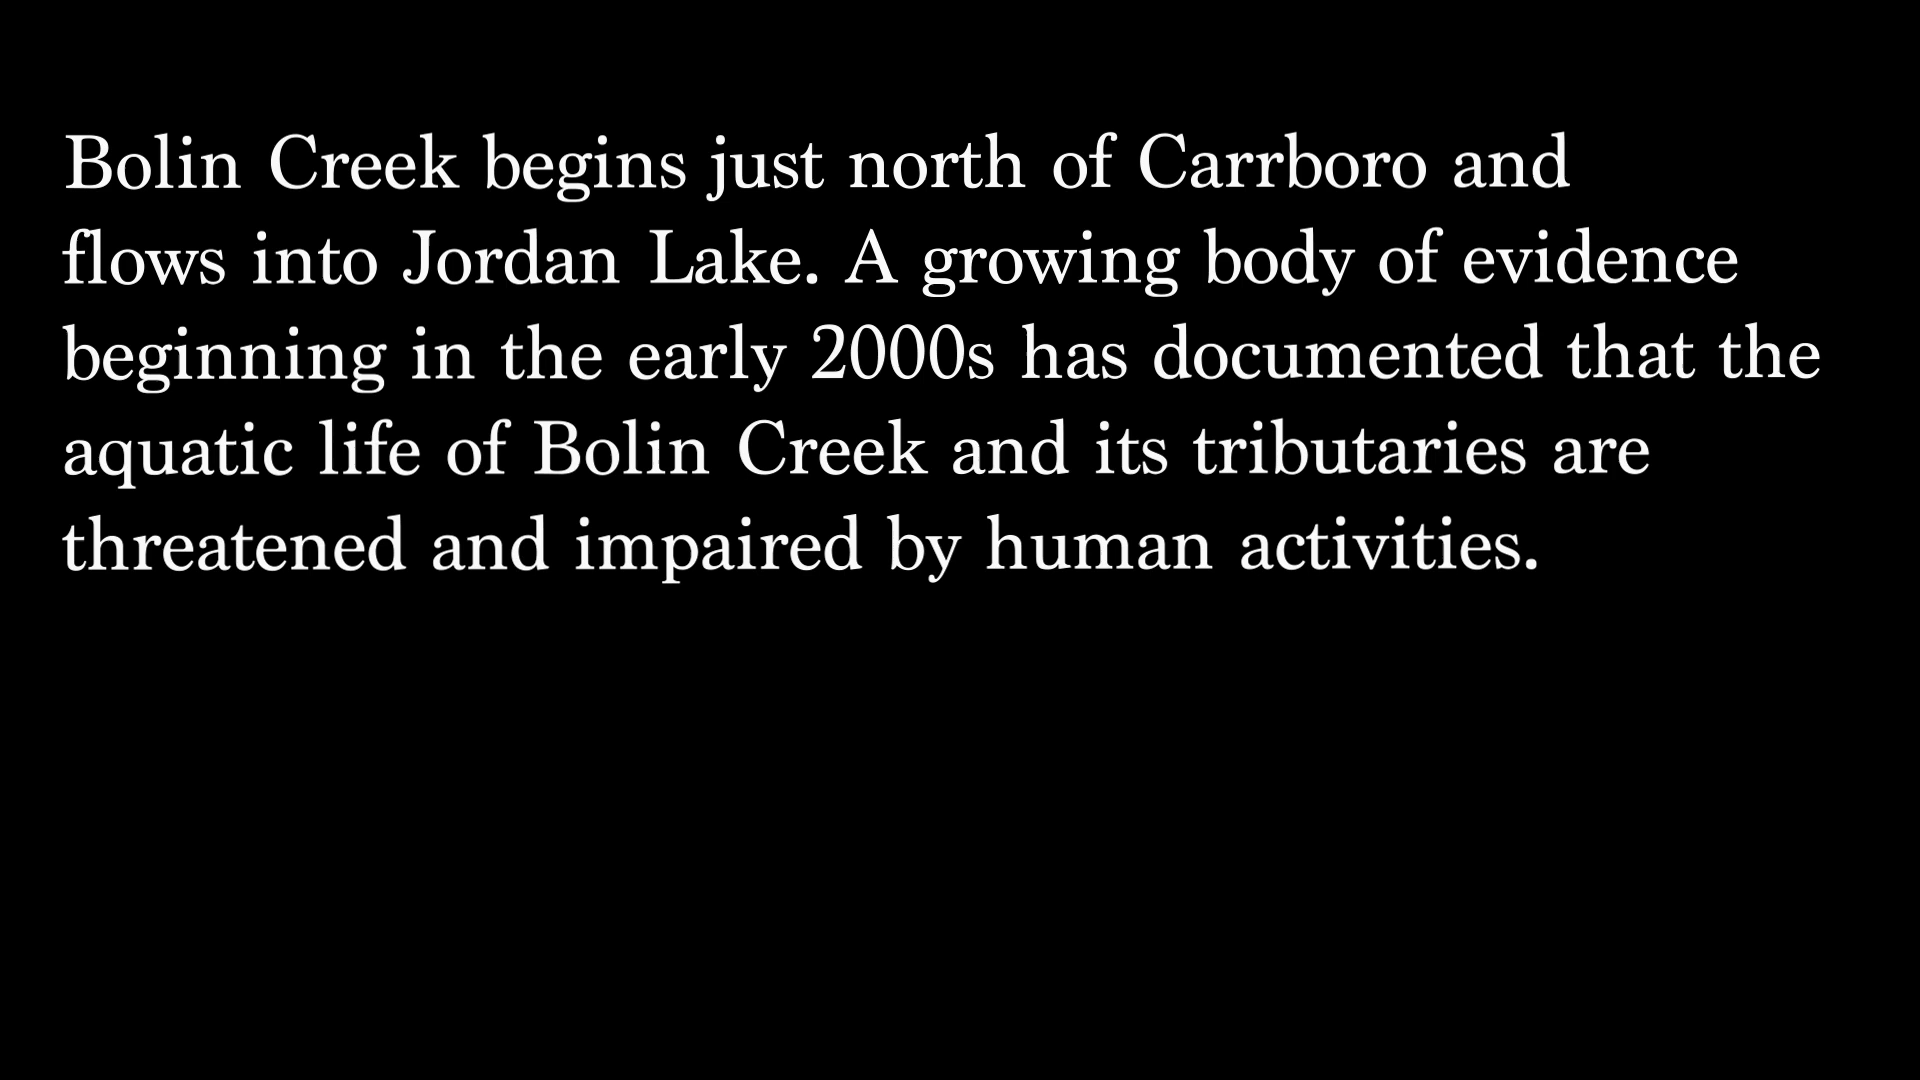 Bolin Creek begins just north of Carrboro and
flows into Jordan Lake. A growing body of evidence
beginning in the early 2000s has documented that the
aquatic life of Bolin Creek and its tributaries are
threatened and impaired by human activities.